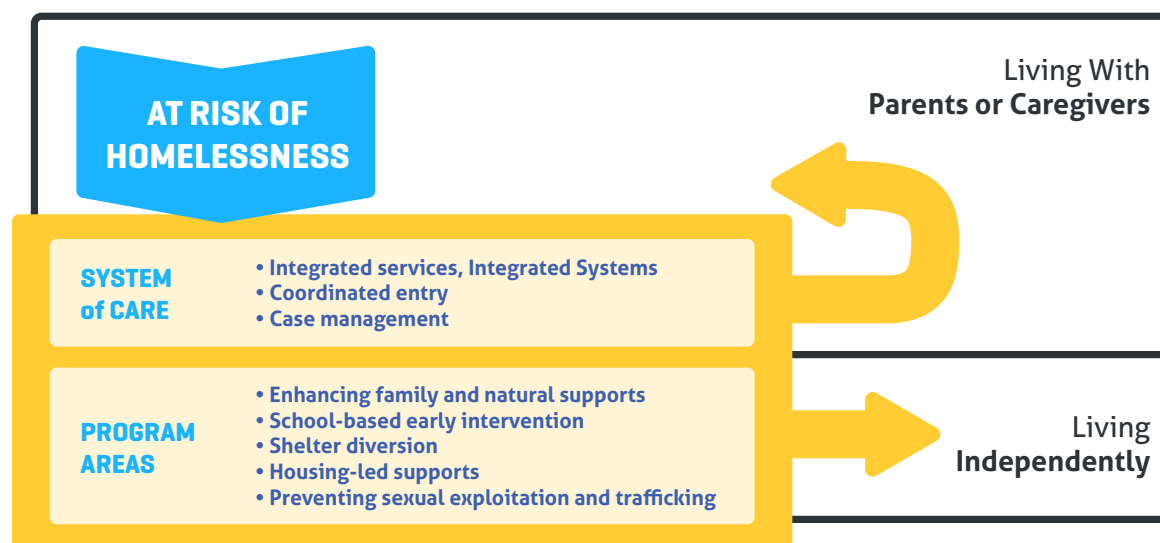 AT RISK OF
HOMELESSNESS
Living With
Parents or Caregivers
SYSTEM
of CARE
• Integrated services, Integrated Systems
• Coordinated entry
• Case management
PROGRAM
AREAS
• Enhancing family and natural supports
• School-based early intervention
• Shelter diversion
• Housing-led supports
• Preventing sexual exploitation and trafficking
Living
Independently